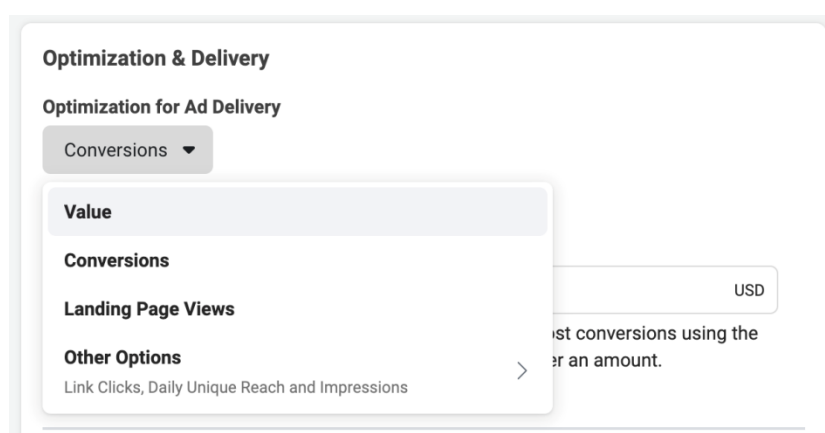 Optimization & Delivery
Optimization for Ad Delivery
Conversions
Value
Conversions
Landing Page Views
Other Options
Link Clicks, Daily Unique Reach and Impressions
USD
conversions using the
an amount.